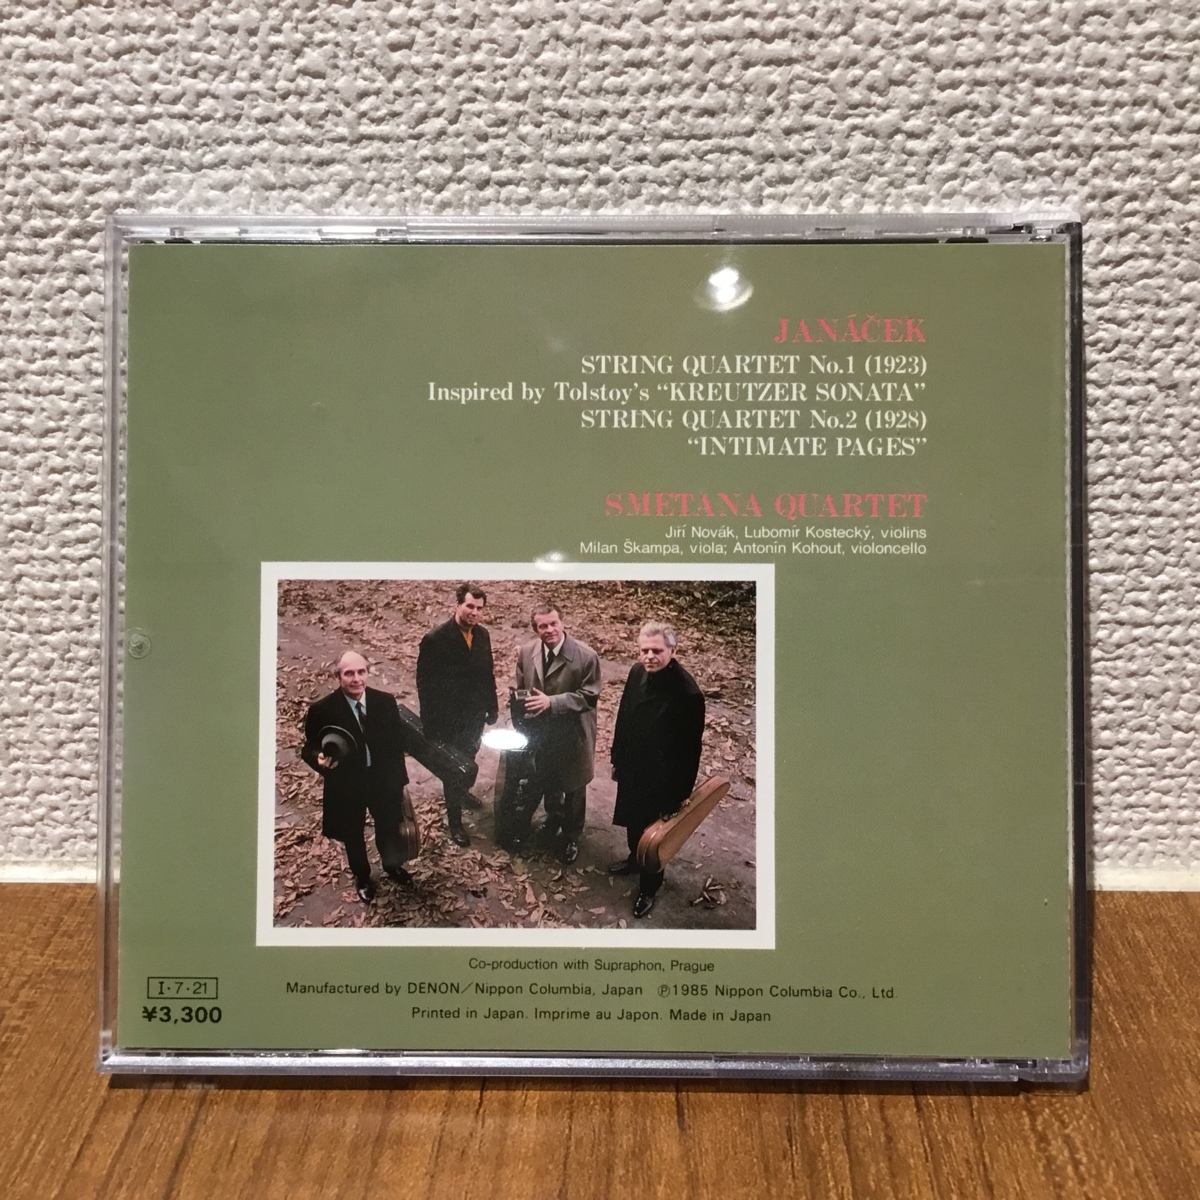 JANÁČEK
STRING QUARTET No.1 (1923)
Inspired by Tolstoy's “KREUTZER SONATA”
STRING QUARTET No.2 (1928)
“INTIMATE PAGES”
SMETANA QUARTET
Jiří Novák, Lubomír Kostecký, violins
Milan Škampa, viola; Antonín Kohout, violoncello
Co-production with Supraphon, Prague
Manufactured by DENON/Nippon Columbia, Japan ℗1985 Nippon Columbia Co., Ltd.
Printed in Japan. Imprime au Japon. Made in Japan
I·7·21
¥3,300